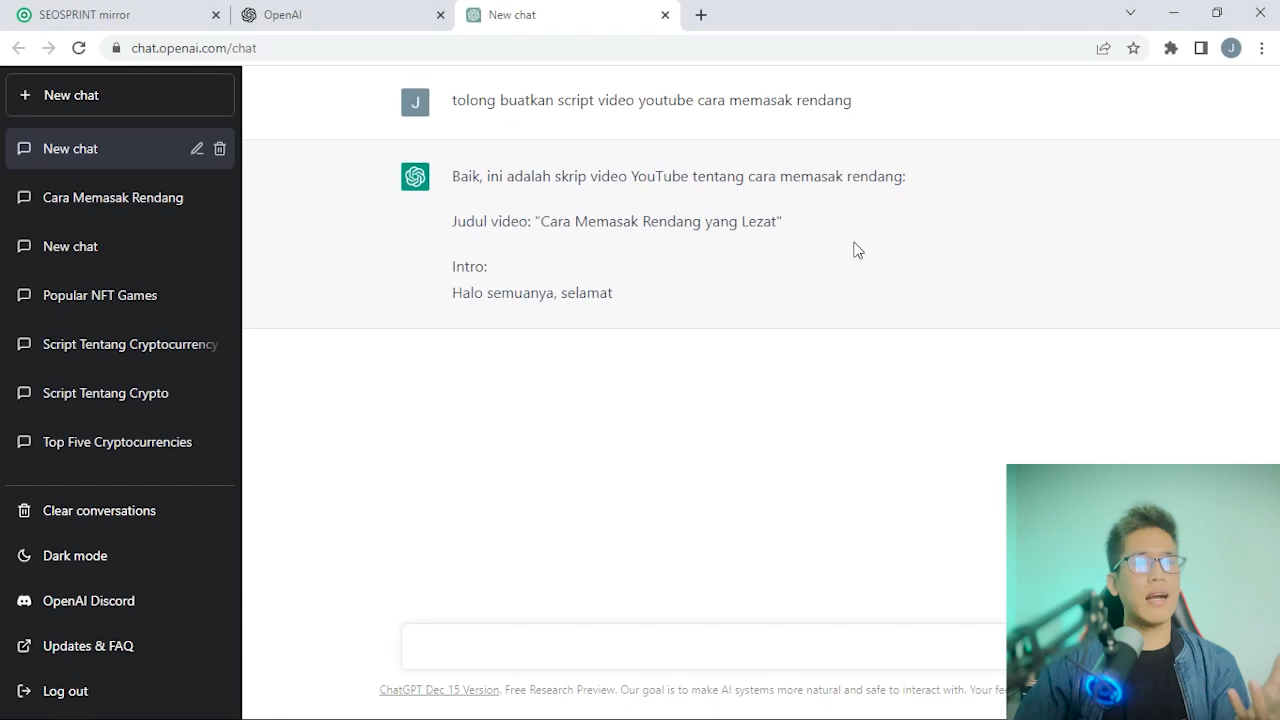 SEOSPRINT mirror
OpenAI
New chat
chat.openai.com/chat
J
New chat
New chat
Cara Memasak Rendang
New chat
Popular NFT Games
Script Tentang Cryptocurrency
Script Tentang Crypto
Top Five Cryptocurrencies
Clear conversations
Dark mode
OpenAI Discord
Updates & FAQ
Log out
J
tolong buatkan script video youtube cara memasak rendang
Baik, ini adalah skrip video YouTube tentang cara memasak rendang:
Judul video: "Cara Memasak Rendang yang Lezat"
Intro:
Halo semuanya, selamat
ChatGPT Dec 15 Version. Free Research Preview. Our goal is to make AI systems more natural and safe to interact with. Your